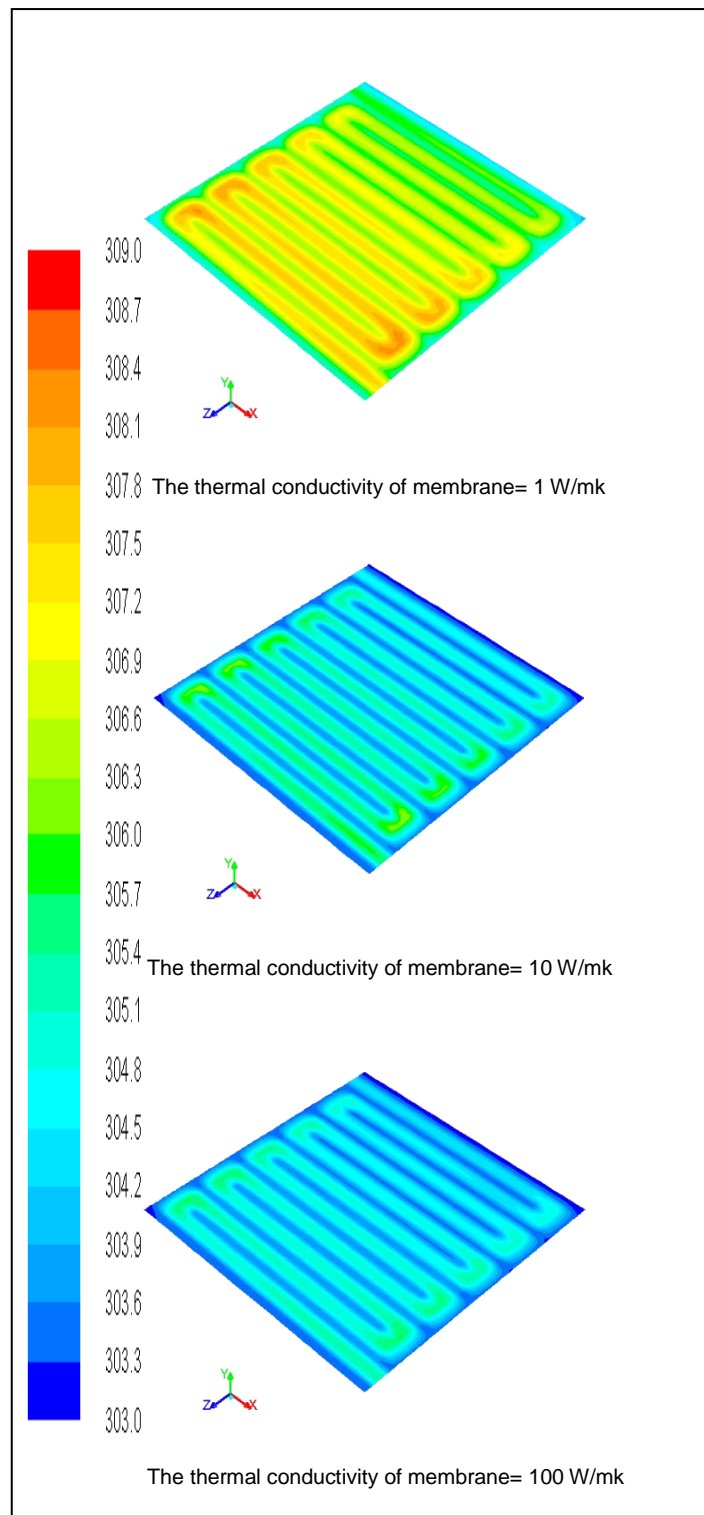 309.0
308.7
308.4
308.1
307.8
307.5
307.2
306.9
306.6
306.3
306.0
305.7
305.4
305.1
304.8
304.5
304.2
303.9
303.6
303.3
303.0
Y
Z X
The thermal conductivity of membrane= 1 W/mk
Y
Z X
The thermal conductivity of membrane= 10 W/mk
Y
Z X
The thermal conductivity of membrane= 100 W/mk